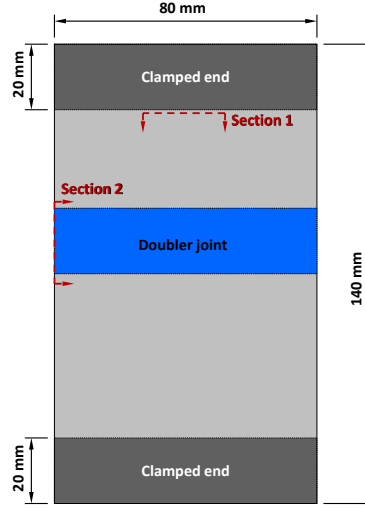 80 mm
20 mm
Clamped end
Section 1
Section 2
Doubler joint
140 mm
20 mm
Clamped end